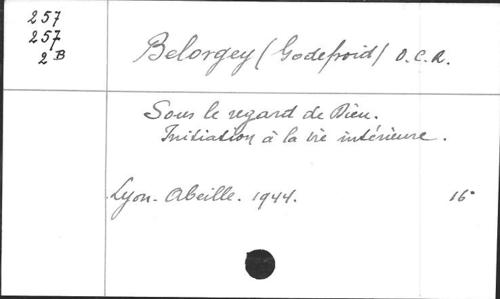 257
257
2 B
Belorgey (Godefroid) O.C.R.
Sous le regard de Dieu.
Initiation à la vie intérieure.
Lyon. Abeille. 1944. 16°